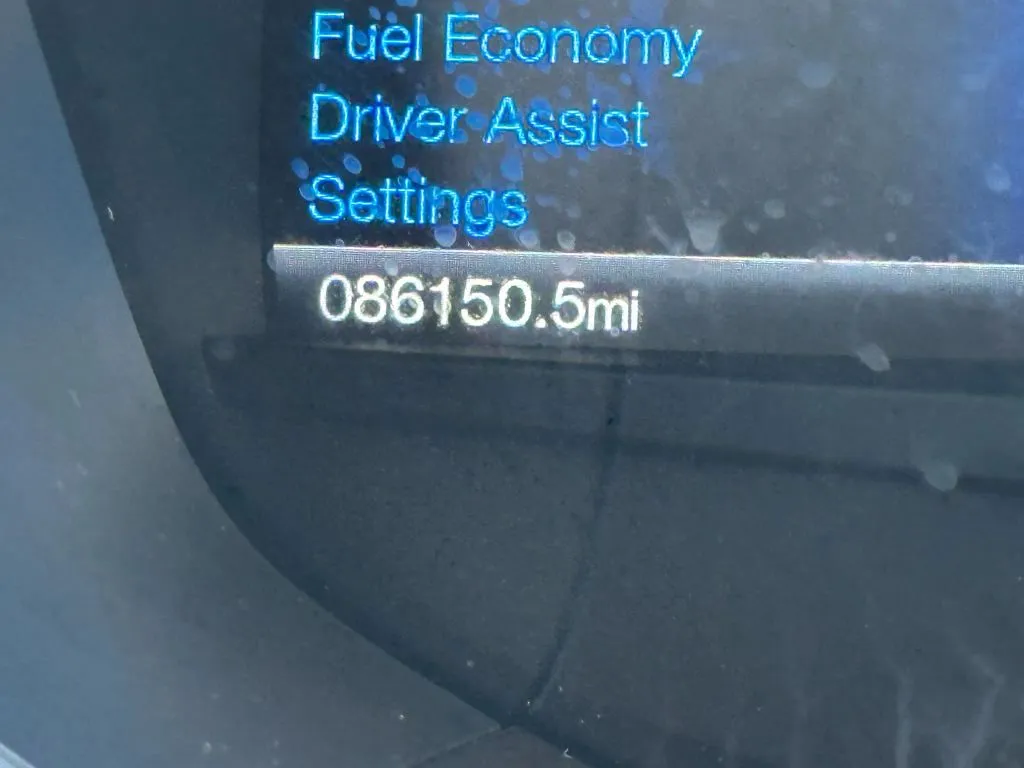 Fuel Economy
Driver Assist
Settings
086150.5mi